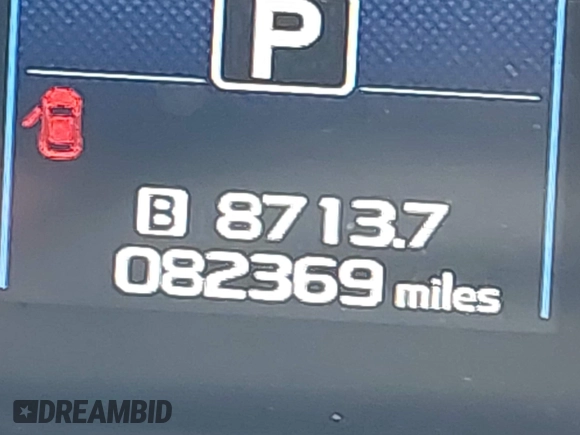 P
B 8713.7
082369 miles
DREAMBID